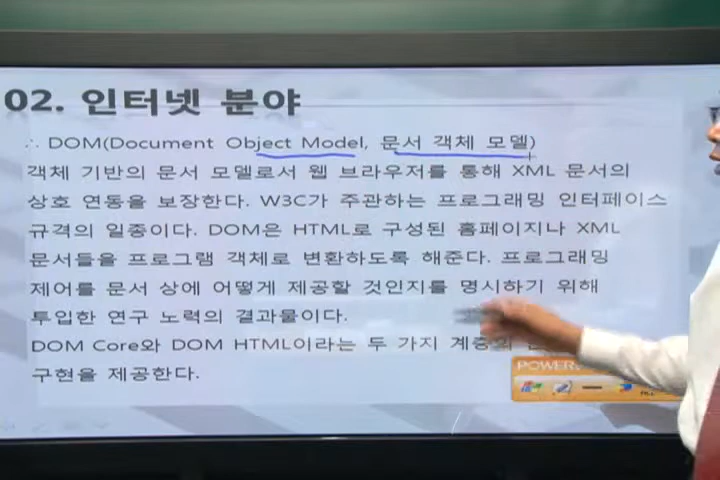 02. 인터넷 분야
∴ DOM(Document Object Model, 문서 객체 모델)
객체 기반의 문서 모델로서 웹 브라우저를 통해 XML 문서의
상호 연동을 보장한다. W3C가 주관하는 프로그래밍 인터페이스
규격의 일종이다. DOM은 HTML로 구성된 홈페이지나 XML
문서들을 프로그램 객체로 변환하도록 해준다. 프로그래밍
제어를 문서 상에 어떻게 제공할 것인지를 명시하기 위해
투입한 연구 노력의 결과물이다.
DOM Core와 DOM HTML이라는 두 가지 계층의
구현을 제공한다.